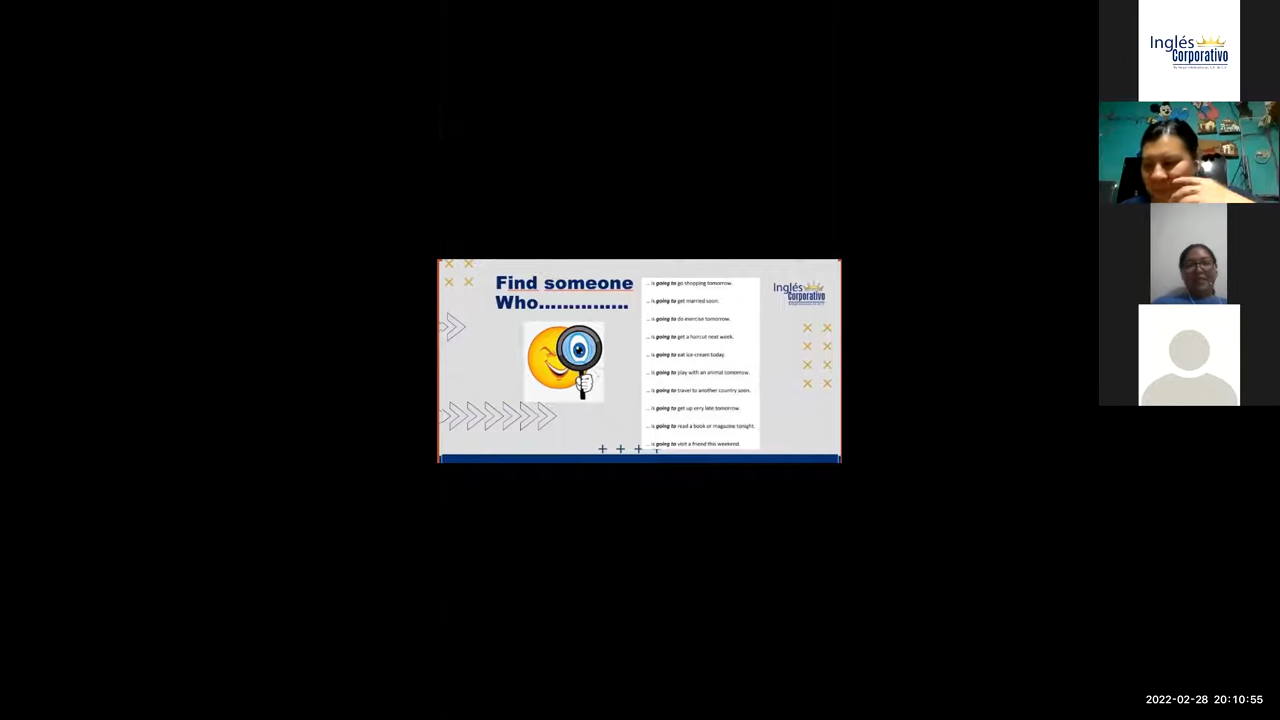 Inglés
Corporativo
Find someone
Who...............
... is going to go shopping tomorrow.
... is going to get married soon.
... is going to do exercise tomorrow.
... is going to get a haircut next week.
... is going to eat ice-cream today.
... is going to play with an animal tomorrow.
... is going to travel to another country soon.
... is going to get up very late tomorrow.
... is going to read a book or magazine tonight.
... is going to visit a friend this weekend.
Inglés
Corporativo
2022-02-28 20:10:55